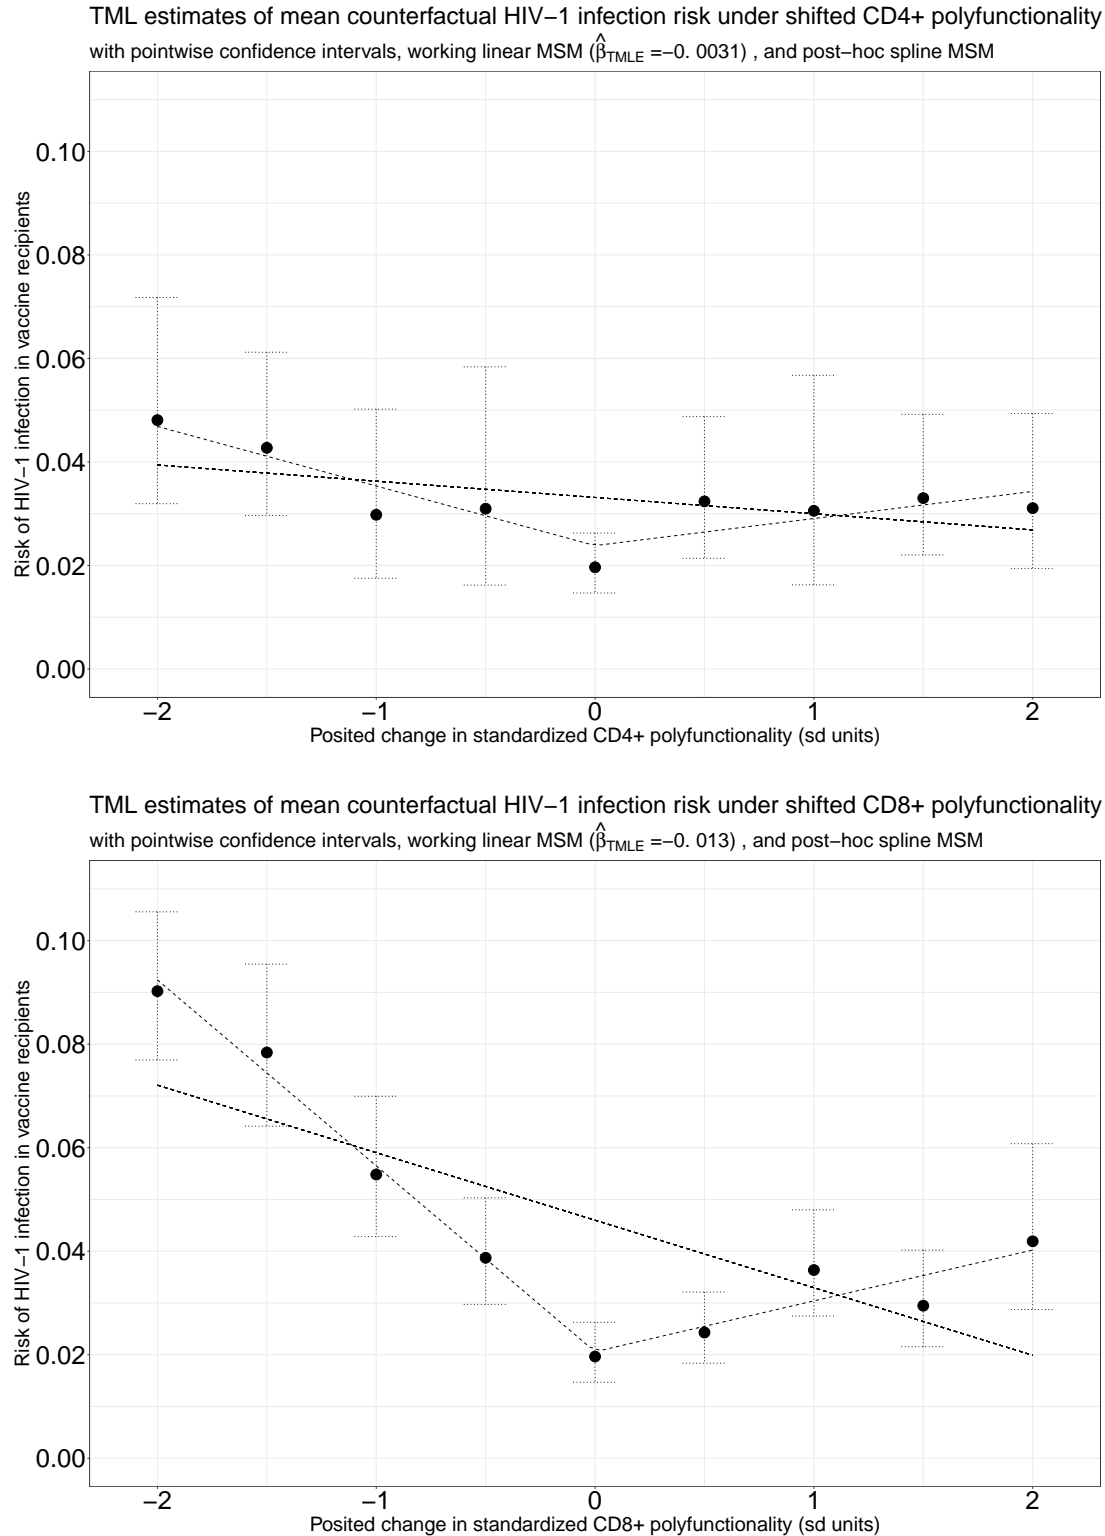 TML estimates of mean counterfactual HIV−1 infection risk under shifted CD4+ polyfunctionality
with pointwise confidence intervals, working linear MSM (β̂TMLE =−0. 0031) , and post−hoc spline MSM
Risk of HIV−1 infection in vaccine recipients
0.10
0.08
0.06
0.04
0.02
0.00
−2 −1 0 1 2
Posited change in standardized CD4+ polyfunctionality (sd units)
TML estimates of mean counterfactual HIV−1 infection risk under shifted CD8+ polyfunctionality
with pointwise confidence intervals, working linear MSM (β̂TMLE =−0. 013) , and post−hoc spline MSM
Risk of HIV−1 infection in vaccine recipients
0.10
0.08
0.06
0.04
0.02
0.00
−2 −1 0 1 2
Posited change in standardized CD8+ polyfunctionality (sd units)